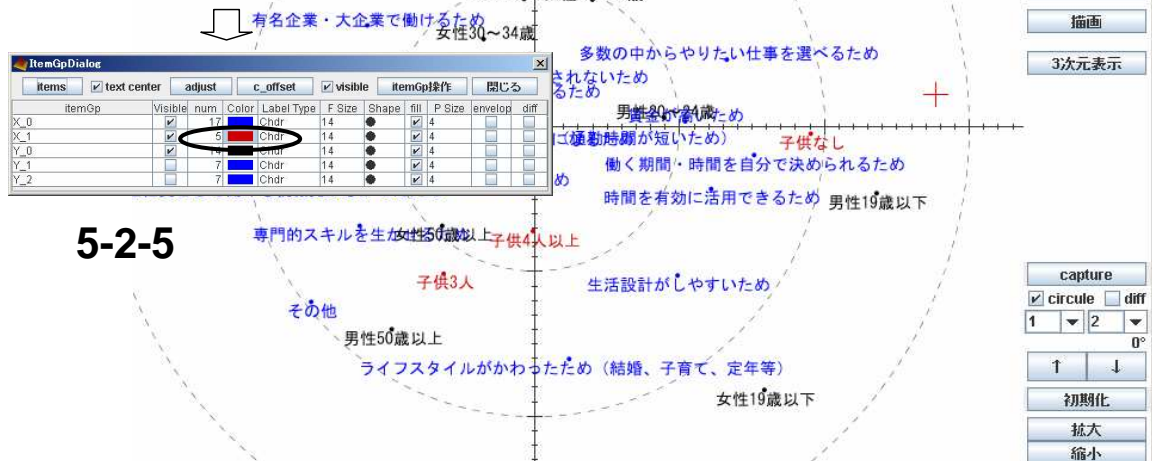 有名企業・大企業で働けるため
女性30～34歳
描画
多数の中からやりたい仕事を選べるため
3次元表示
ItemGpDialog
items text center adjust c_offset visible itemGp操作 閉じる
itemGp Visible num Color Label Type F Size Shape fill P Size envelop diff
X_0 17 Chdr 14 4
X_1 5 Chdr 14 4
Y_0 14 Chdr 14 4
Y_1 7 Chdr 14 4
Y_2 7 Chdr 14 4
されないため
るため
男性20～24歳
ため
が短いため）
子供なし
働く期間・時間を自分で決められるため
め
時間を有効に活用できるため
男性19歳以下
5-2-5
専門的スキルを生か
女性50歳以上
子供4人以上
子供3人
生活設計がしやすいため
capture
circule diff
その他
1 2
0°
男性50歳以上
ライフスタイルがかわったため（結婚、子育て、定年等）
↑ ↓
女性19歳以下
初期化
拡大
縮小